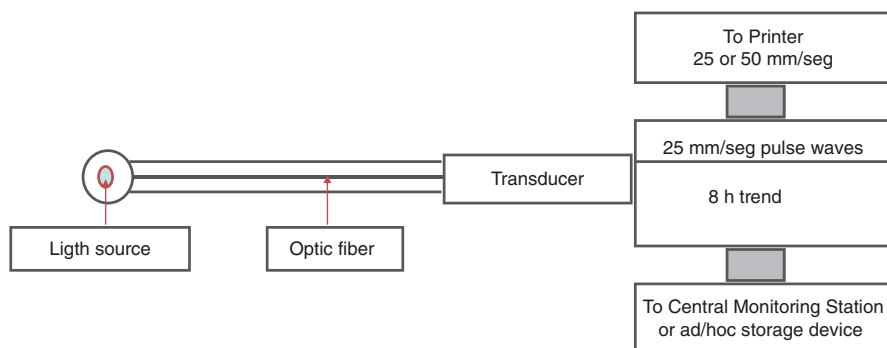 To Printer
25 or 50 mm/seg
25 mm/seg pulse waves
Transducer
8 h trend
Ligth source
Optic fiber
To Central Monitoring Station
or ad/hoc storage device